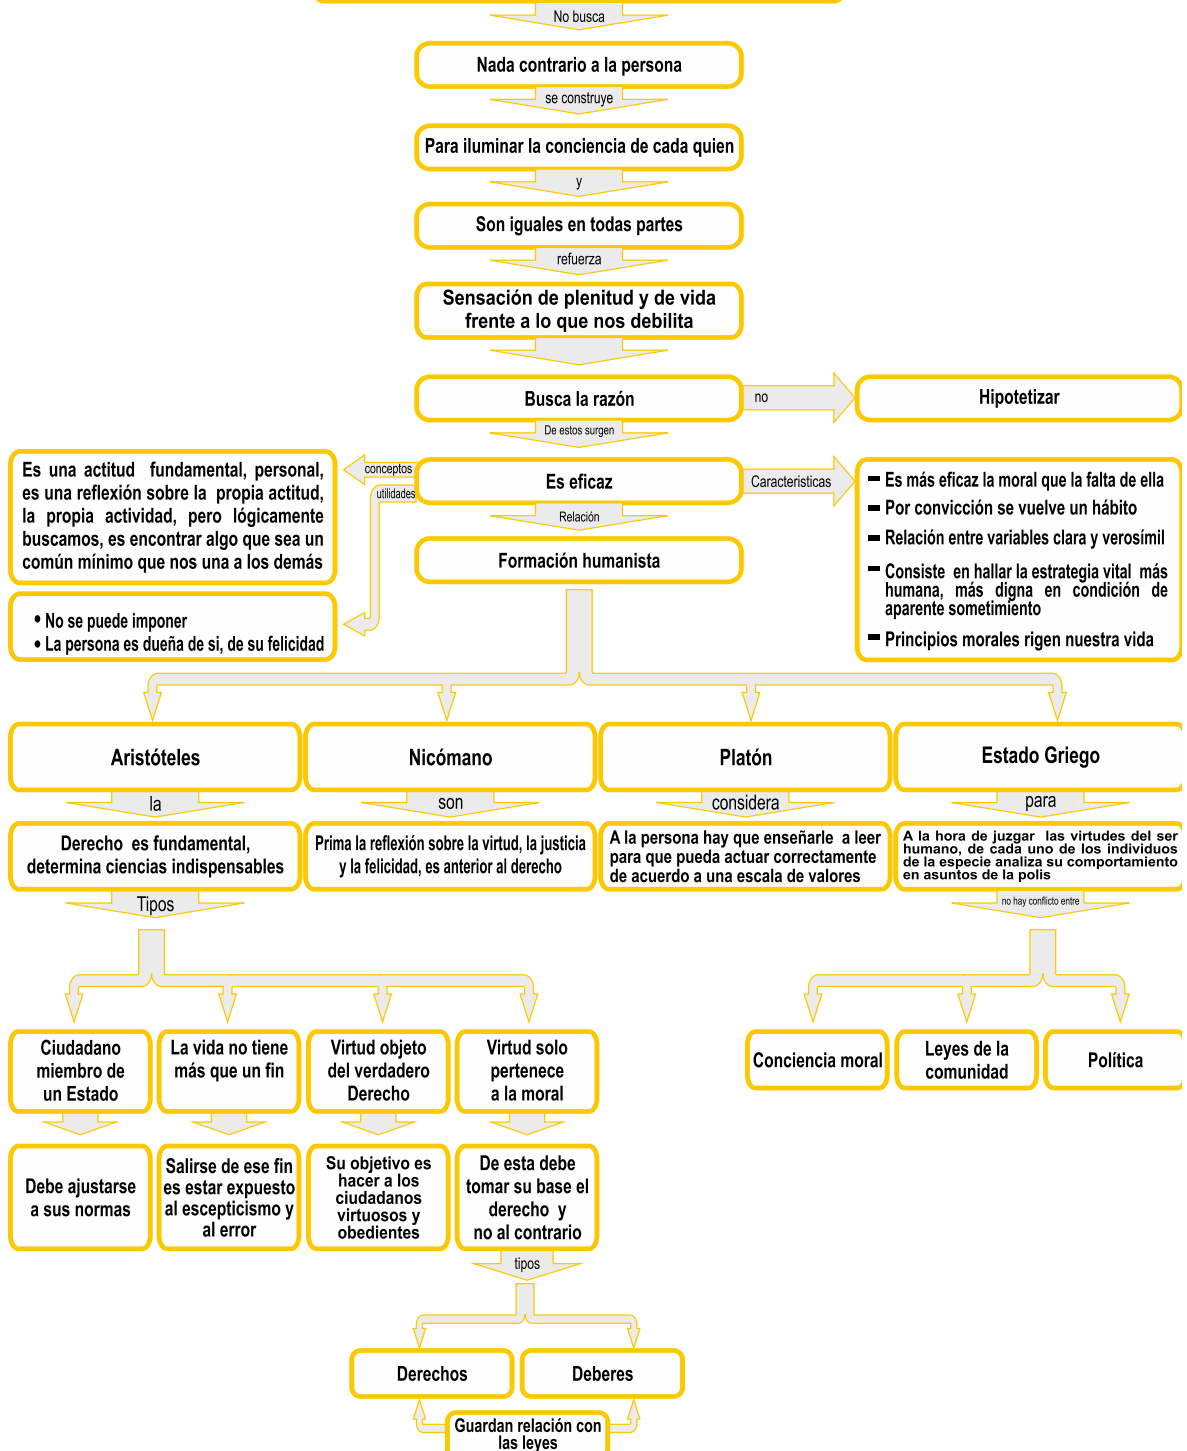 No busca
Nada contrario a la persona
se construye
Para iluminar la conciencia de cada quien
y
Son iguales en todas partes
refuerza
Sensación de plenitud y de vida
frente a lo que nos debilita
Busca la razón
no
Hipotetizar
De estos surgen
Es una actitud fundamental, personal,
es una reflexión sobre la propia actitud,
la propia actividad, pero lógicamente
buscamos, es encontrar algo que sea un
común mínimo que nos una a los demás
conceptos
utilidades
Es eficaz
Caracteristicas
Es más eficaz la moral que la falta de ella
Por convicción se vuelve un hábito
Relación entre variables clara y verosímil
Consiste en hallar la estrategia vital más
humana, más digna en condición de
aparente sometimiento
Principios morales rigen nuestra vida
Relación
Formación humanista
• No se puede imponer
• La persona es dueña de si, de su felicidad
Aristóteles
Nicómano
Platón
Estado Griego
la
son
considera
para
Derecho es fundamental,
determina ciencias indispensables
Prima la reflexión sobre la virtud, la justicia
y la felicidad, es anterior al derecho
A la persona hay que enseñarle a leer
para que pueda actuar correctamente
de acuerdo a una escala de valores
A la hora de juzgar las virtudes del ser
humano, de cada uno de los individuos
de la especie analiza su comportamiento
en asuntos de la polis
Tipos
no hay conflicto entre
Ciudadano
miembro de
un Estado
La vida no tiene
más que un fin
Virtud objeto
del verdadero
Derecho
Virtud solo
pertenece
a la moral
Conciencia moral
Leyes de la
comunidad
Política
Debe ajustarse
a sus normas
Salirse de ese fin
es estar expuesto
al escepticismo y
al error
Su objetivo es
hacer a los
ciudadanos
virtuosos y
obedientes
De esta debe
tomar su base el
derecho y
no al contrario
tipos
Derechos
Deberes
Guardan relación con
las leyes